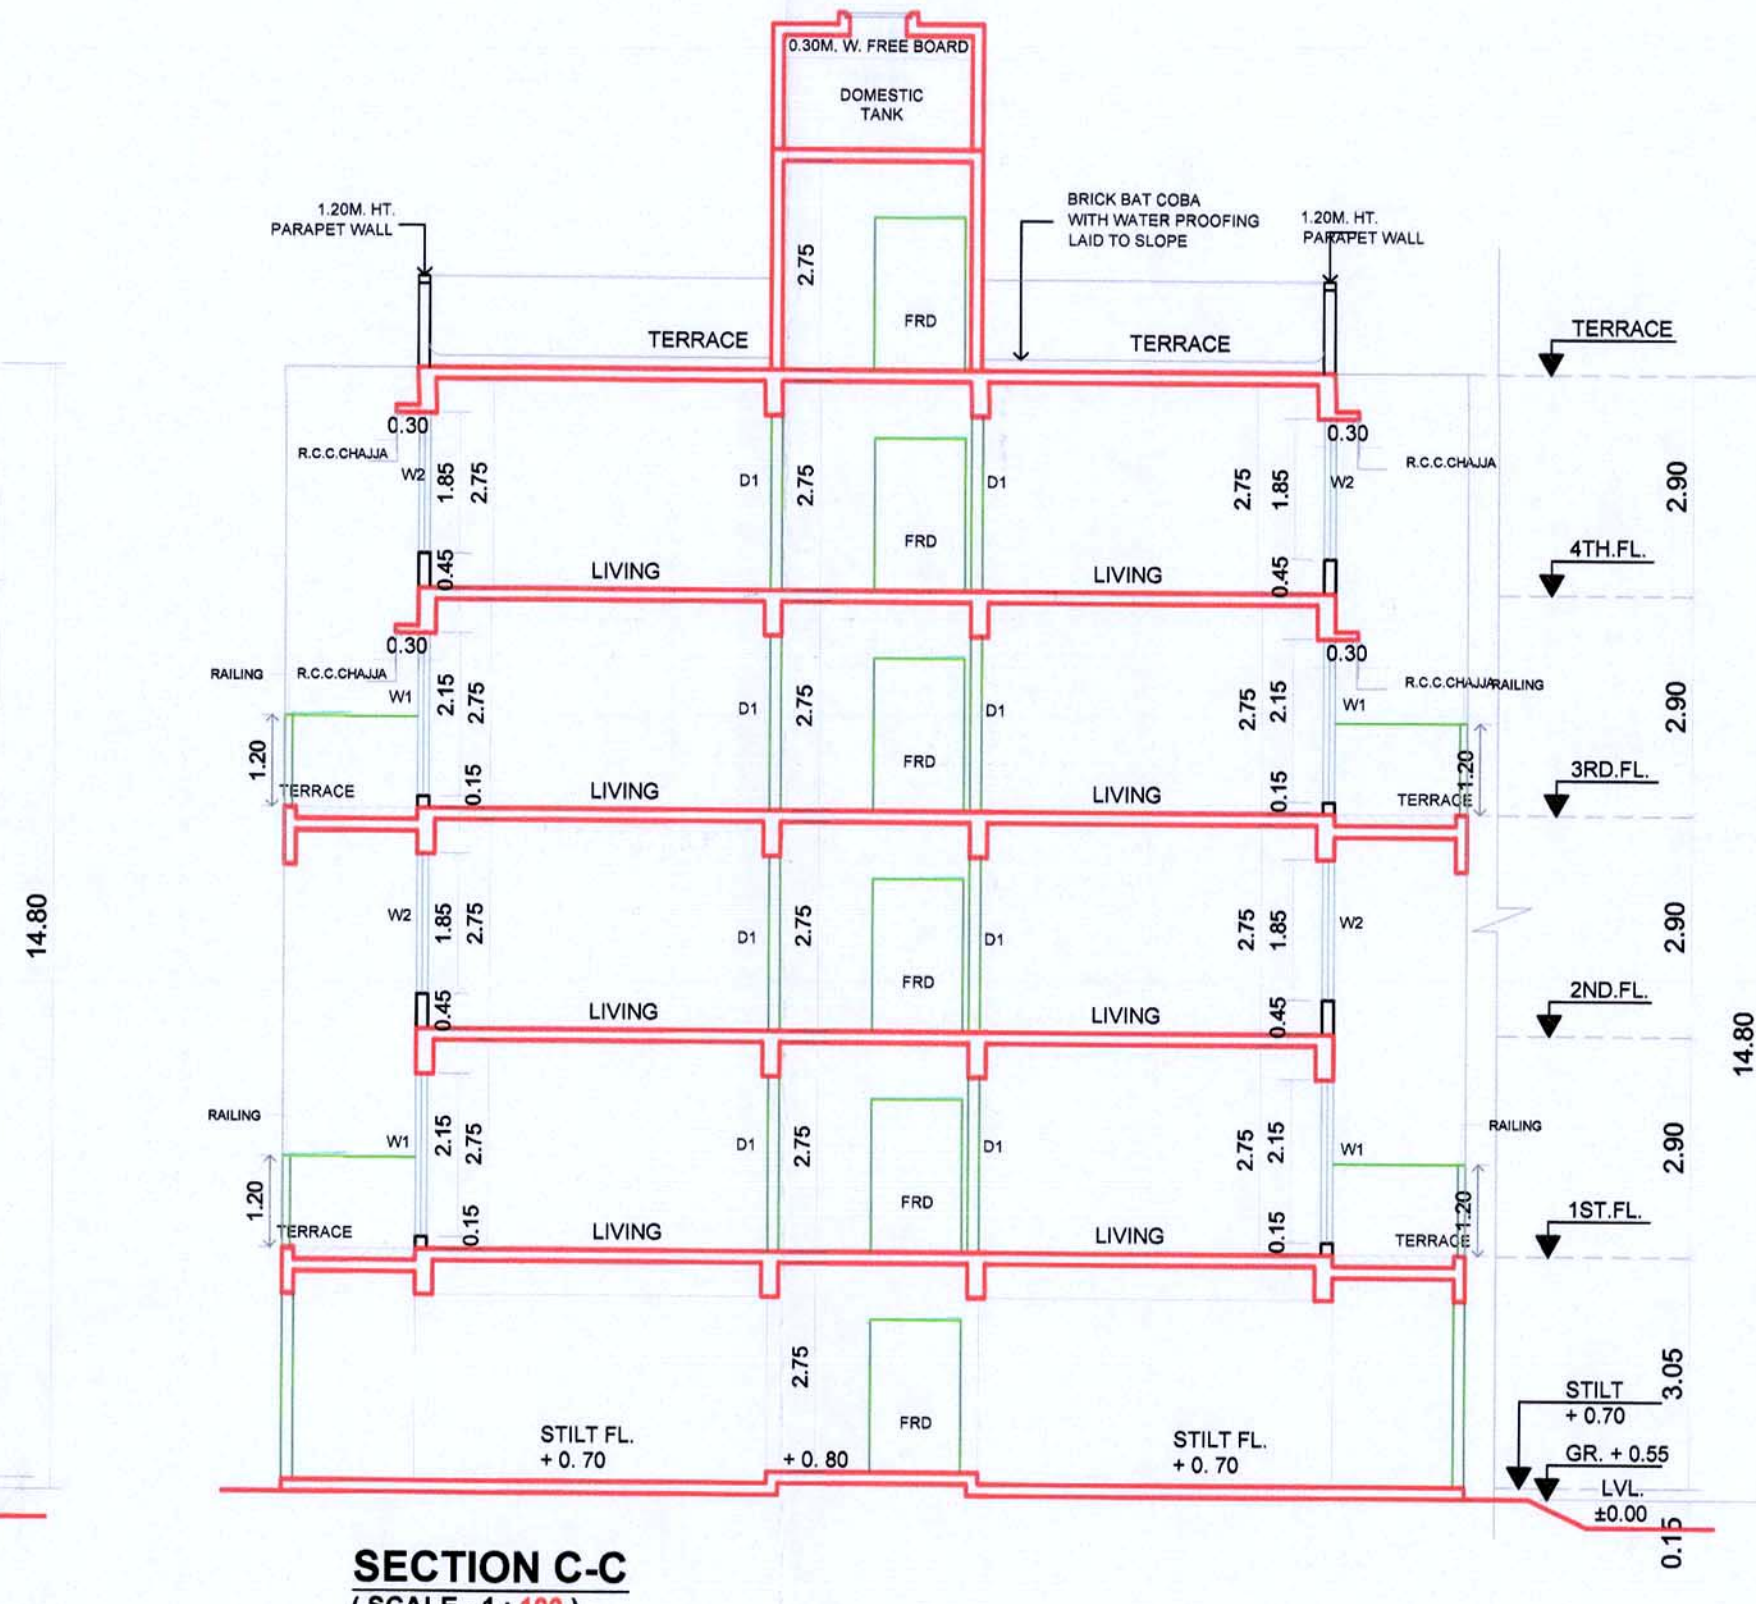 0.30M. W. FREE BOARD
DOMESTIC
TANK
1.20M. HT.
PARAPET WALL
BRICK BAT COBA
WITH WATER PROOFING
LAID TO SLOPE
1.20M. HT.
PARAPET WALL
2.75
FRD
TERRACE
TERRACE
TERRACE
0.30
R.C.C.CHAJJA
W2
1.85
2.75
D1
2.75
D1
2.75
1.85
0.30
W2
R.C.C.CHAJJA
2.90
FRD
0.45
LIVING
LIVING
0.45
4TH.FL.
0.30
RAILING
R.C.C.CHAJJA
W1
2.15
2.75
D1
2.75
D1
2.75
2.15
0.30
R.C.C.CHAJJA
RAILING
W1
2.90
1.20
TERRACE
0.15
LIVING
FRD
LIVING
0.15
TERRACE
1.20
3RD.FL.
14.80
W2
1.85
2.75
D1
2.75
D1
2.75
1.85
W2
2.90
0.45
LIVING
FRD
LIVING
0.45
2ND.FL.
14.80
RAILING
W1
2.15
2.75
D1
2.75
D1
2.75
2.15
W1
RAILING
2.90
1.20
TERRACE
0.15
LIVING
FRD
LIVING
0.15
TERRACE
1.20
1ST.FL.
2.75
FRD
3.05
STILT
+ 0.70
STILT FL.
+ 0. 70
+ 0. 80
STILT FL.
+ 0. 70
GR. + 0.55
LVL.
±0.00
0.15
SECTION C-C
( SCALE - 1 : 100 )